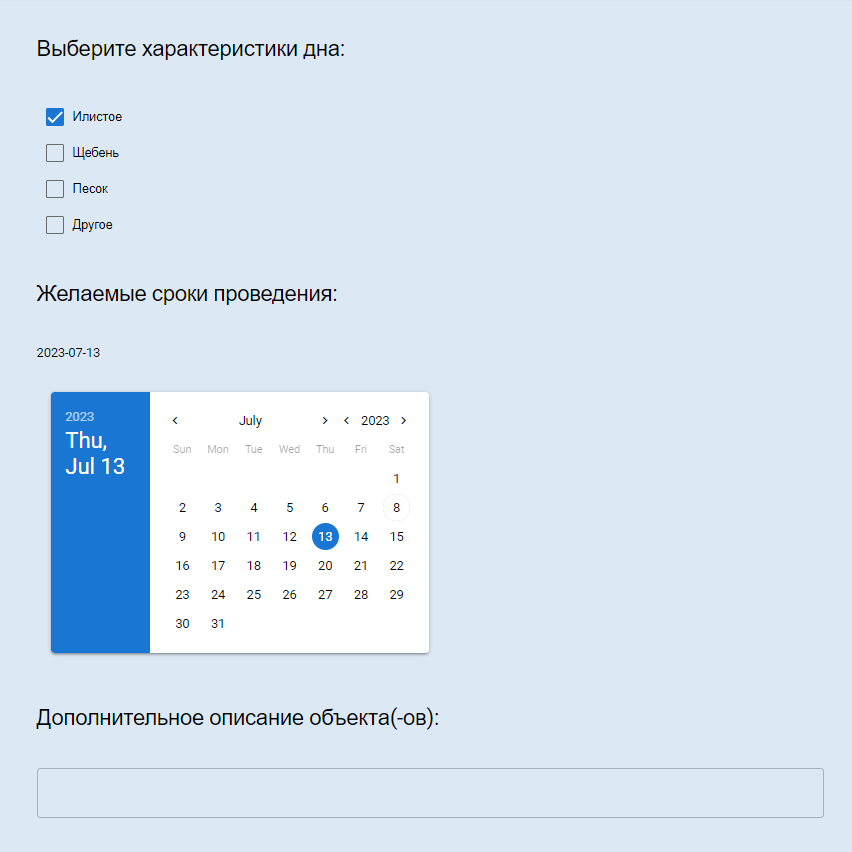 Выберите характеристики дна:
Илистое
Щебень
Песок
Другое
Желаемые сроки проведения:
2023-07-13
2023
Thu,
Jul 13
July 2023
Sun Mon Tue Wed Thu Fri Sat
1
2 3 4 5 6 7 8
9 10 11 12 13 14 15
16 17 18 19 20 21 22
23 24 25 26 27 28 29
30 31
Дополнительное описание объекта(-ов):